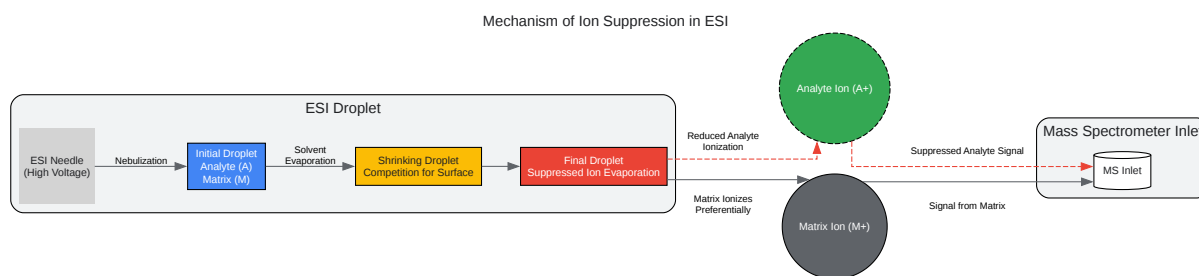 Mechanism of Ion Suppression in ESI
ESI Droplet
ESI Needle
(High Voltage)
Nebulization
Initial Droplet
Analyte (A)
Matrix (M)
Solvent
Evaporation
Shrinking Droplet
Competition for Surface
Final Droplet
Suppressed Ion Evaporation
Reduced Analyte
Ionization
Matrix Ionizes
Preferentially
Analyte Ion (A+)
Matrix Ion (M+)
Suppressed Analyte Signal
Signal from Matrix
Mass Spectrometer Inlet
MS Inlet